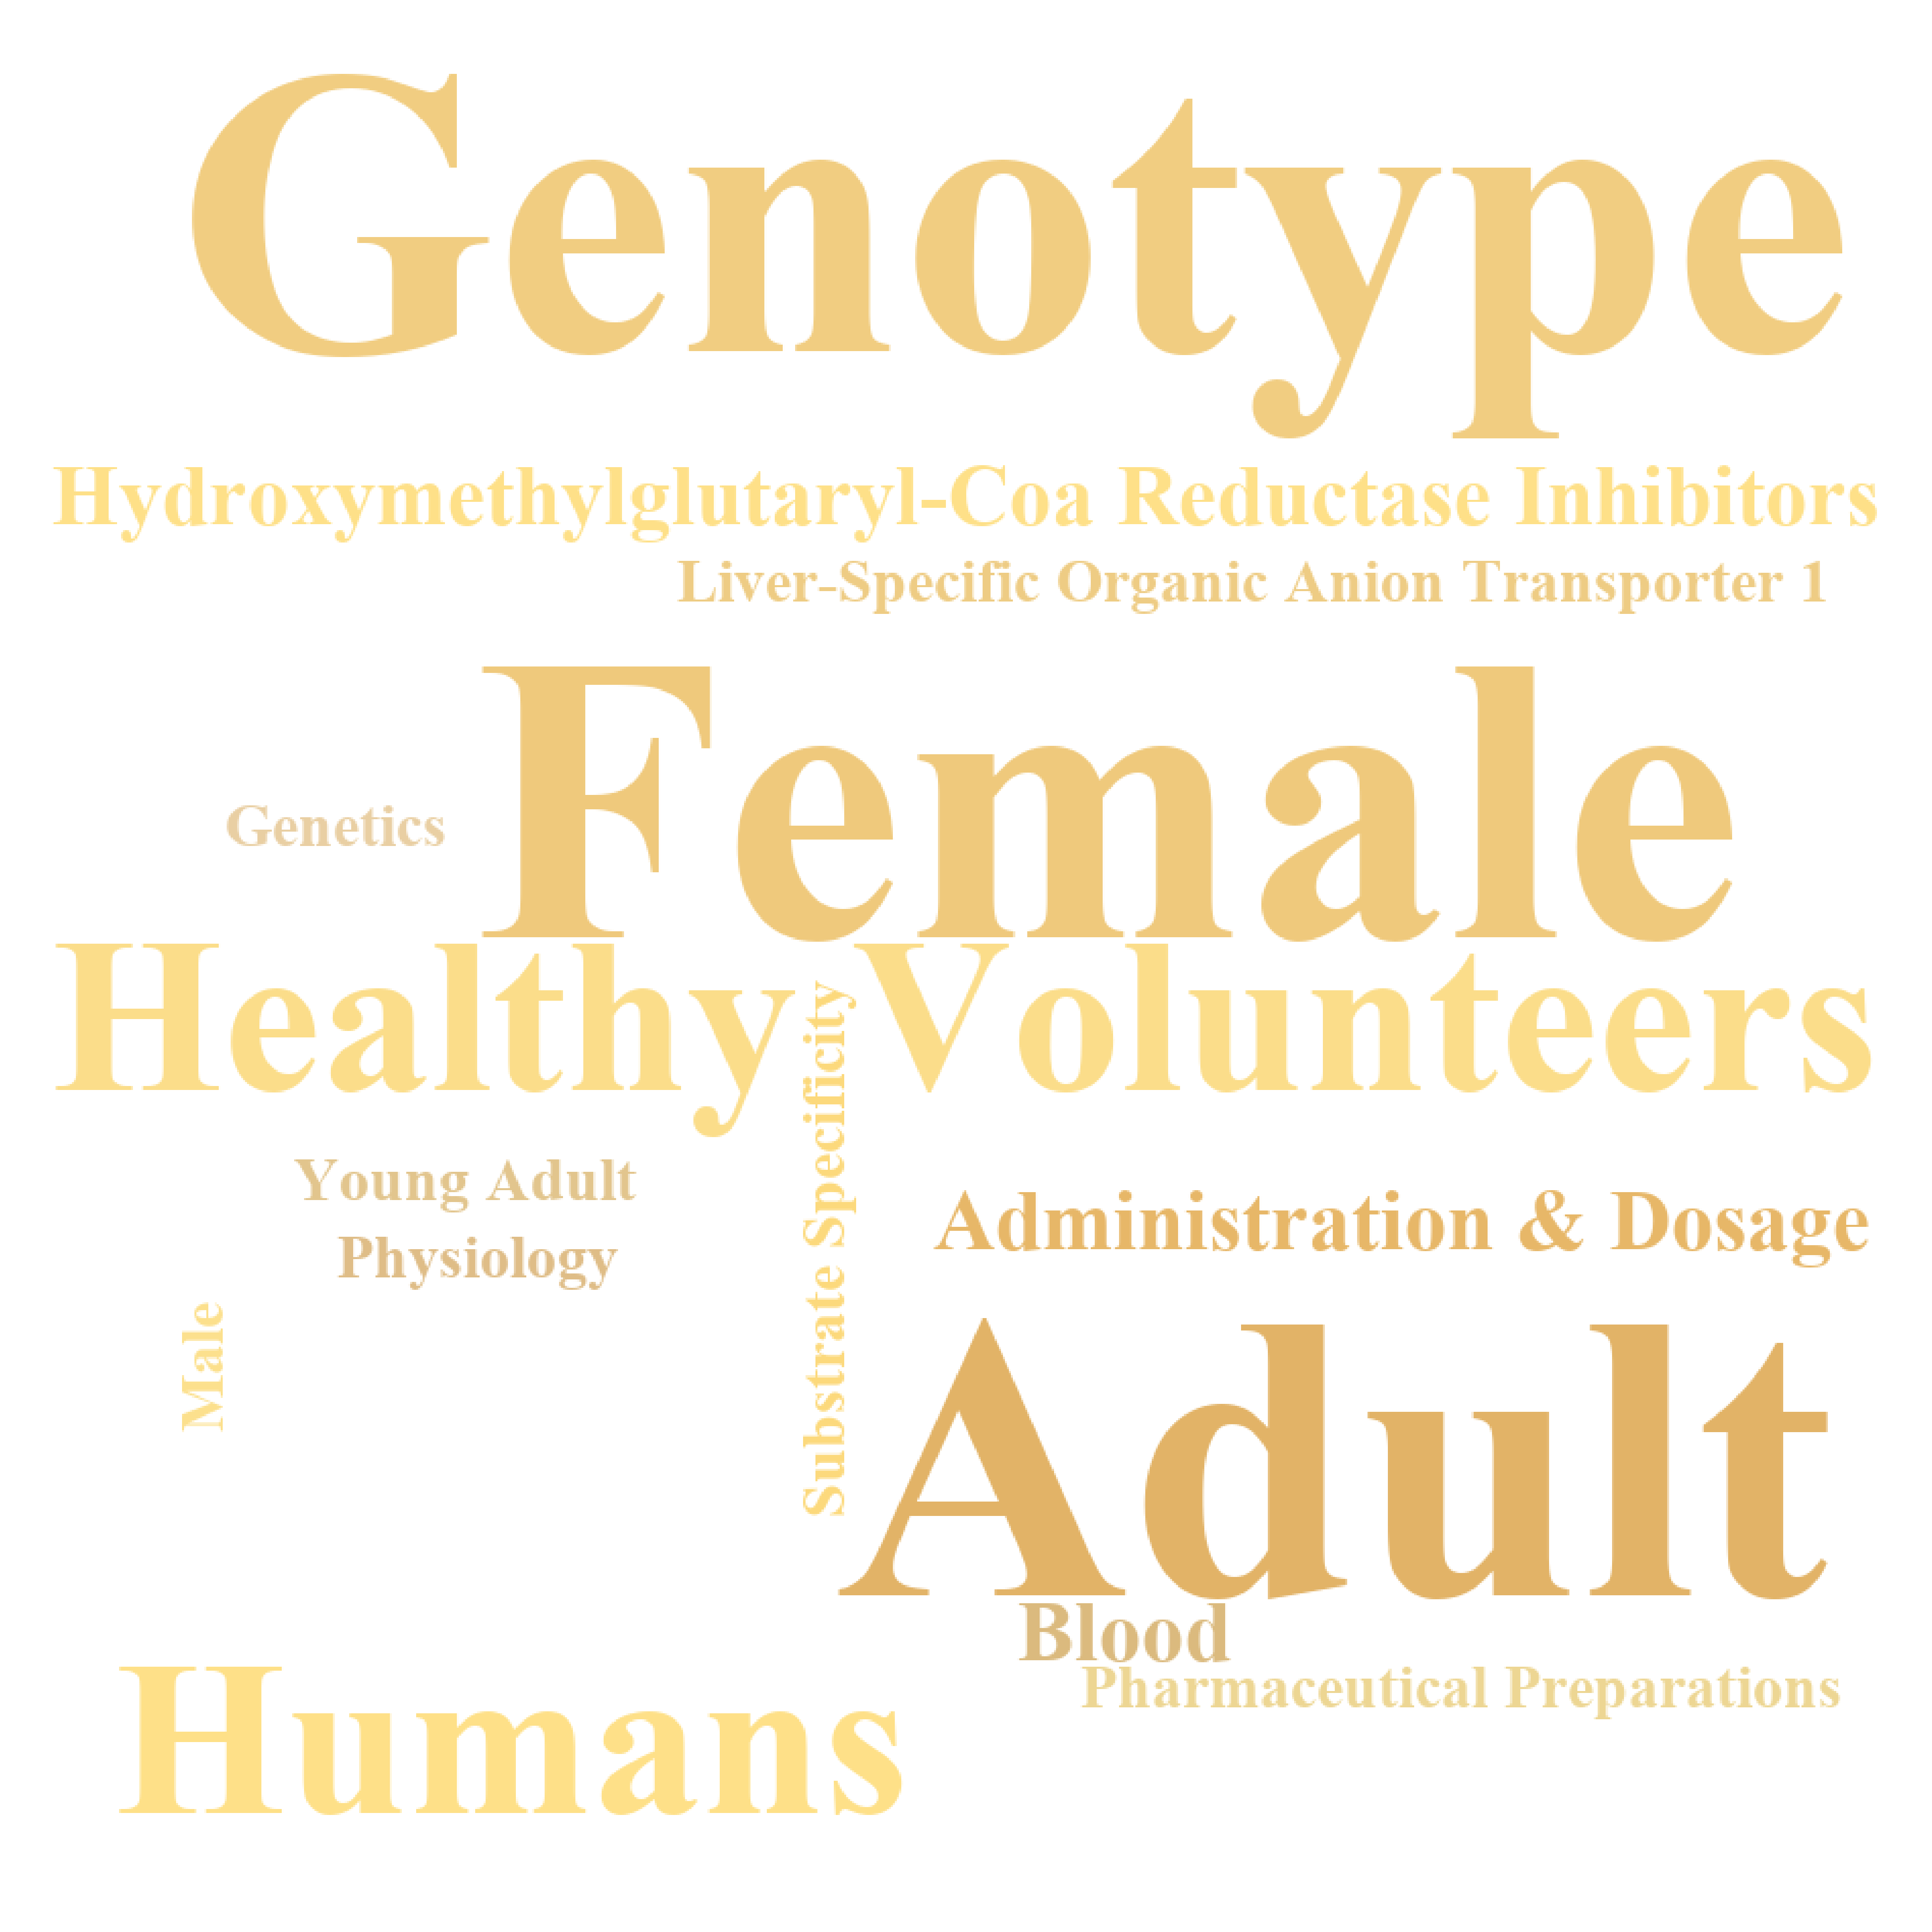 Genotype
Hydroxymethylglutaryl-Coa Reductase Inhibitors
Liver-Specific Organic Anion Transporter 1
Female
Genetics
Healthy Volunteers
Substrate Specificity
Young Adult
Administration & Dosage
Physiology
Male
Adult
Blood
Pharmaceutical Preparations
Humans